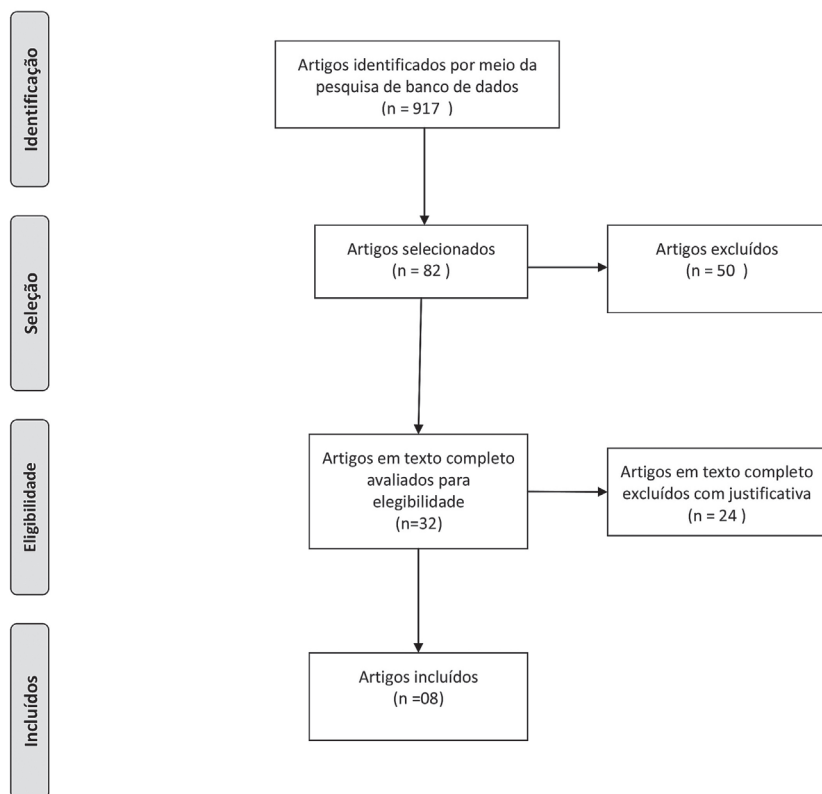 Identificação
Artigos identificados por meio da
pesquisa de banco de dados
(n = 917 )
Seleção
Artigos selecionados
(n = 82 )
Artigos excluídos
(n = 50 )
Eligibilidade
Artigos em texto completo
avaliados para
elegibilidade
(n=32)
Artigos em texto completo
excluídos com justificativa
(n = 24 )
Incluídos
Artigos incluídos
(n =08)